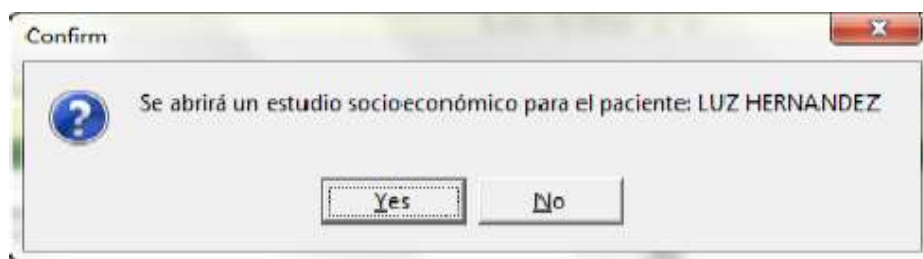 Confirm
Se abrirá un estudio socioeconómico para el paciente: LUZ HERNANDEZ
Yes
No